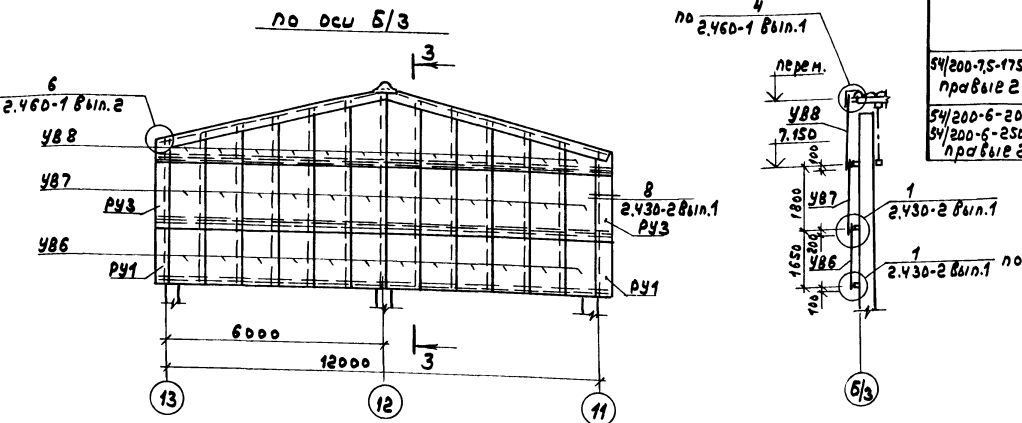 по оси Б/3
3
6
2.460-1 Вып.2
УВ8
УВ7
РУ3
УВ6
РУ1
8
2.430-2 Вып.1
РУ3
РУ1
6000
12000
3
13
12
11
4
по 2.460-1 Вып.1
перем.
УВ8
7.150
100
1800
УВ7
1
2.430-2 Вып.1
200
1650
УВ6
1
2.430-2 Вып.1 по
100
Б/3
54/200-7,5-175
правые 2
54/200-6-20
54/200-6-250
правые 2